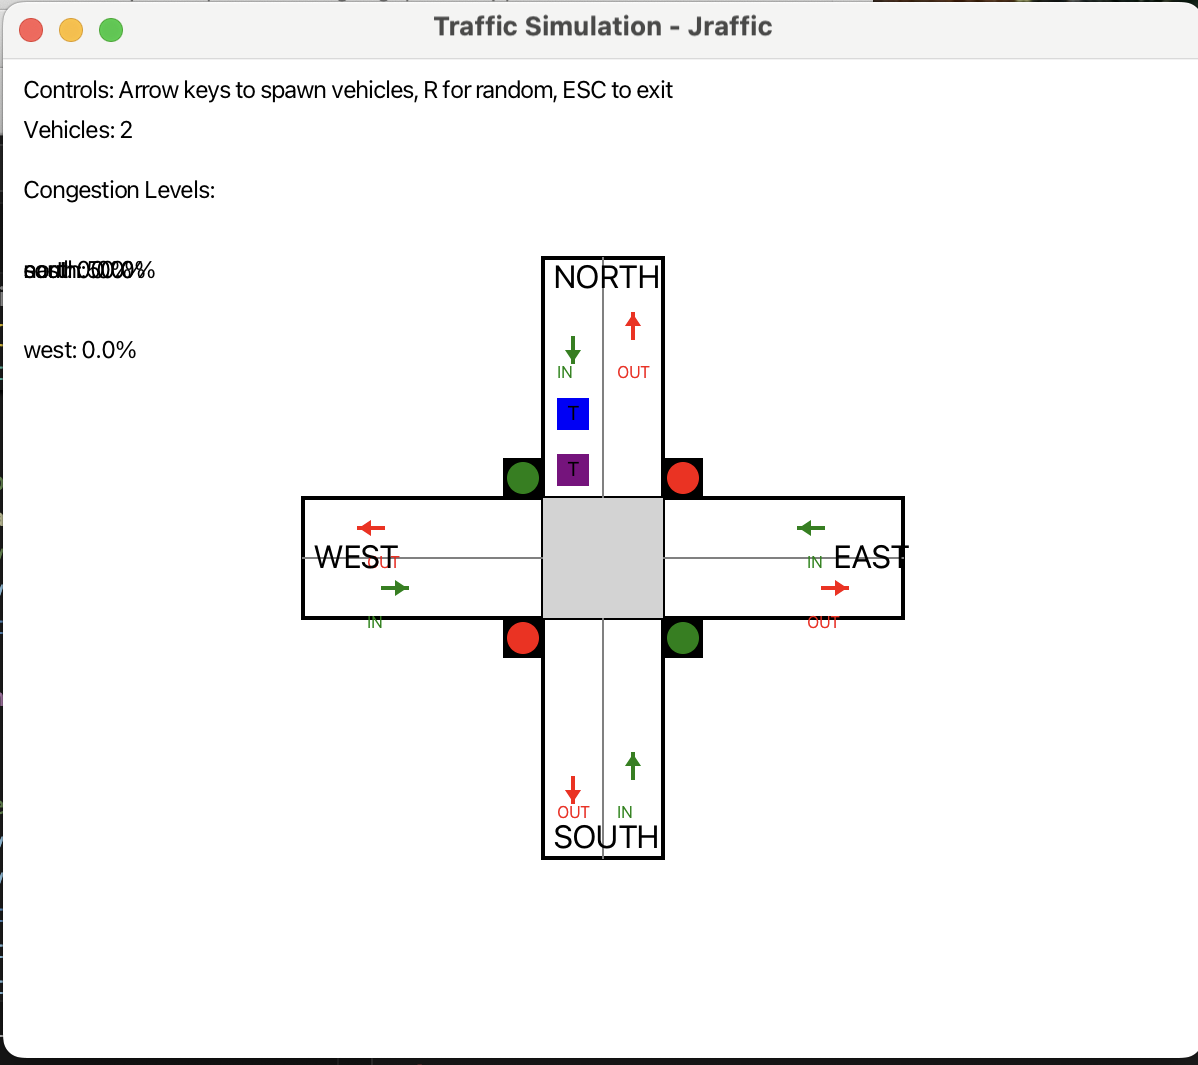 Traffic Simulation - Jraffic
Controls: Arrow keys to spawn vehicles, R for random, ESC to exit
Vehicles: 2
Congestion Levels:
west: 0.0%
NORTH
IN
OUT
T
T
WEST
OUT
IN
IN
EAST
OUT
OUT
IN
SOUTH